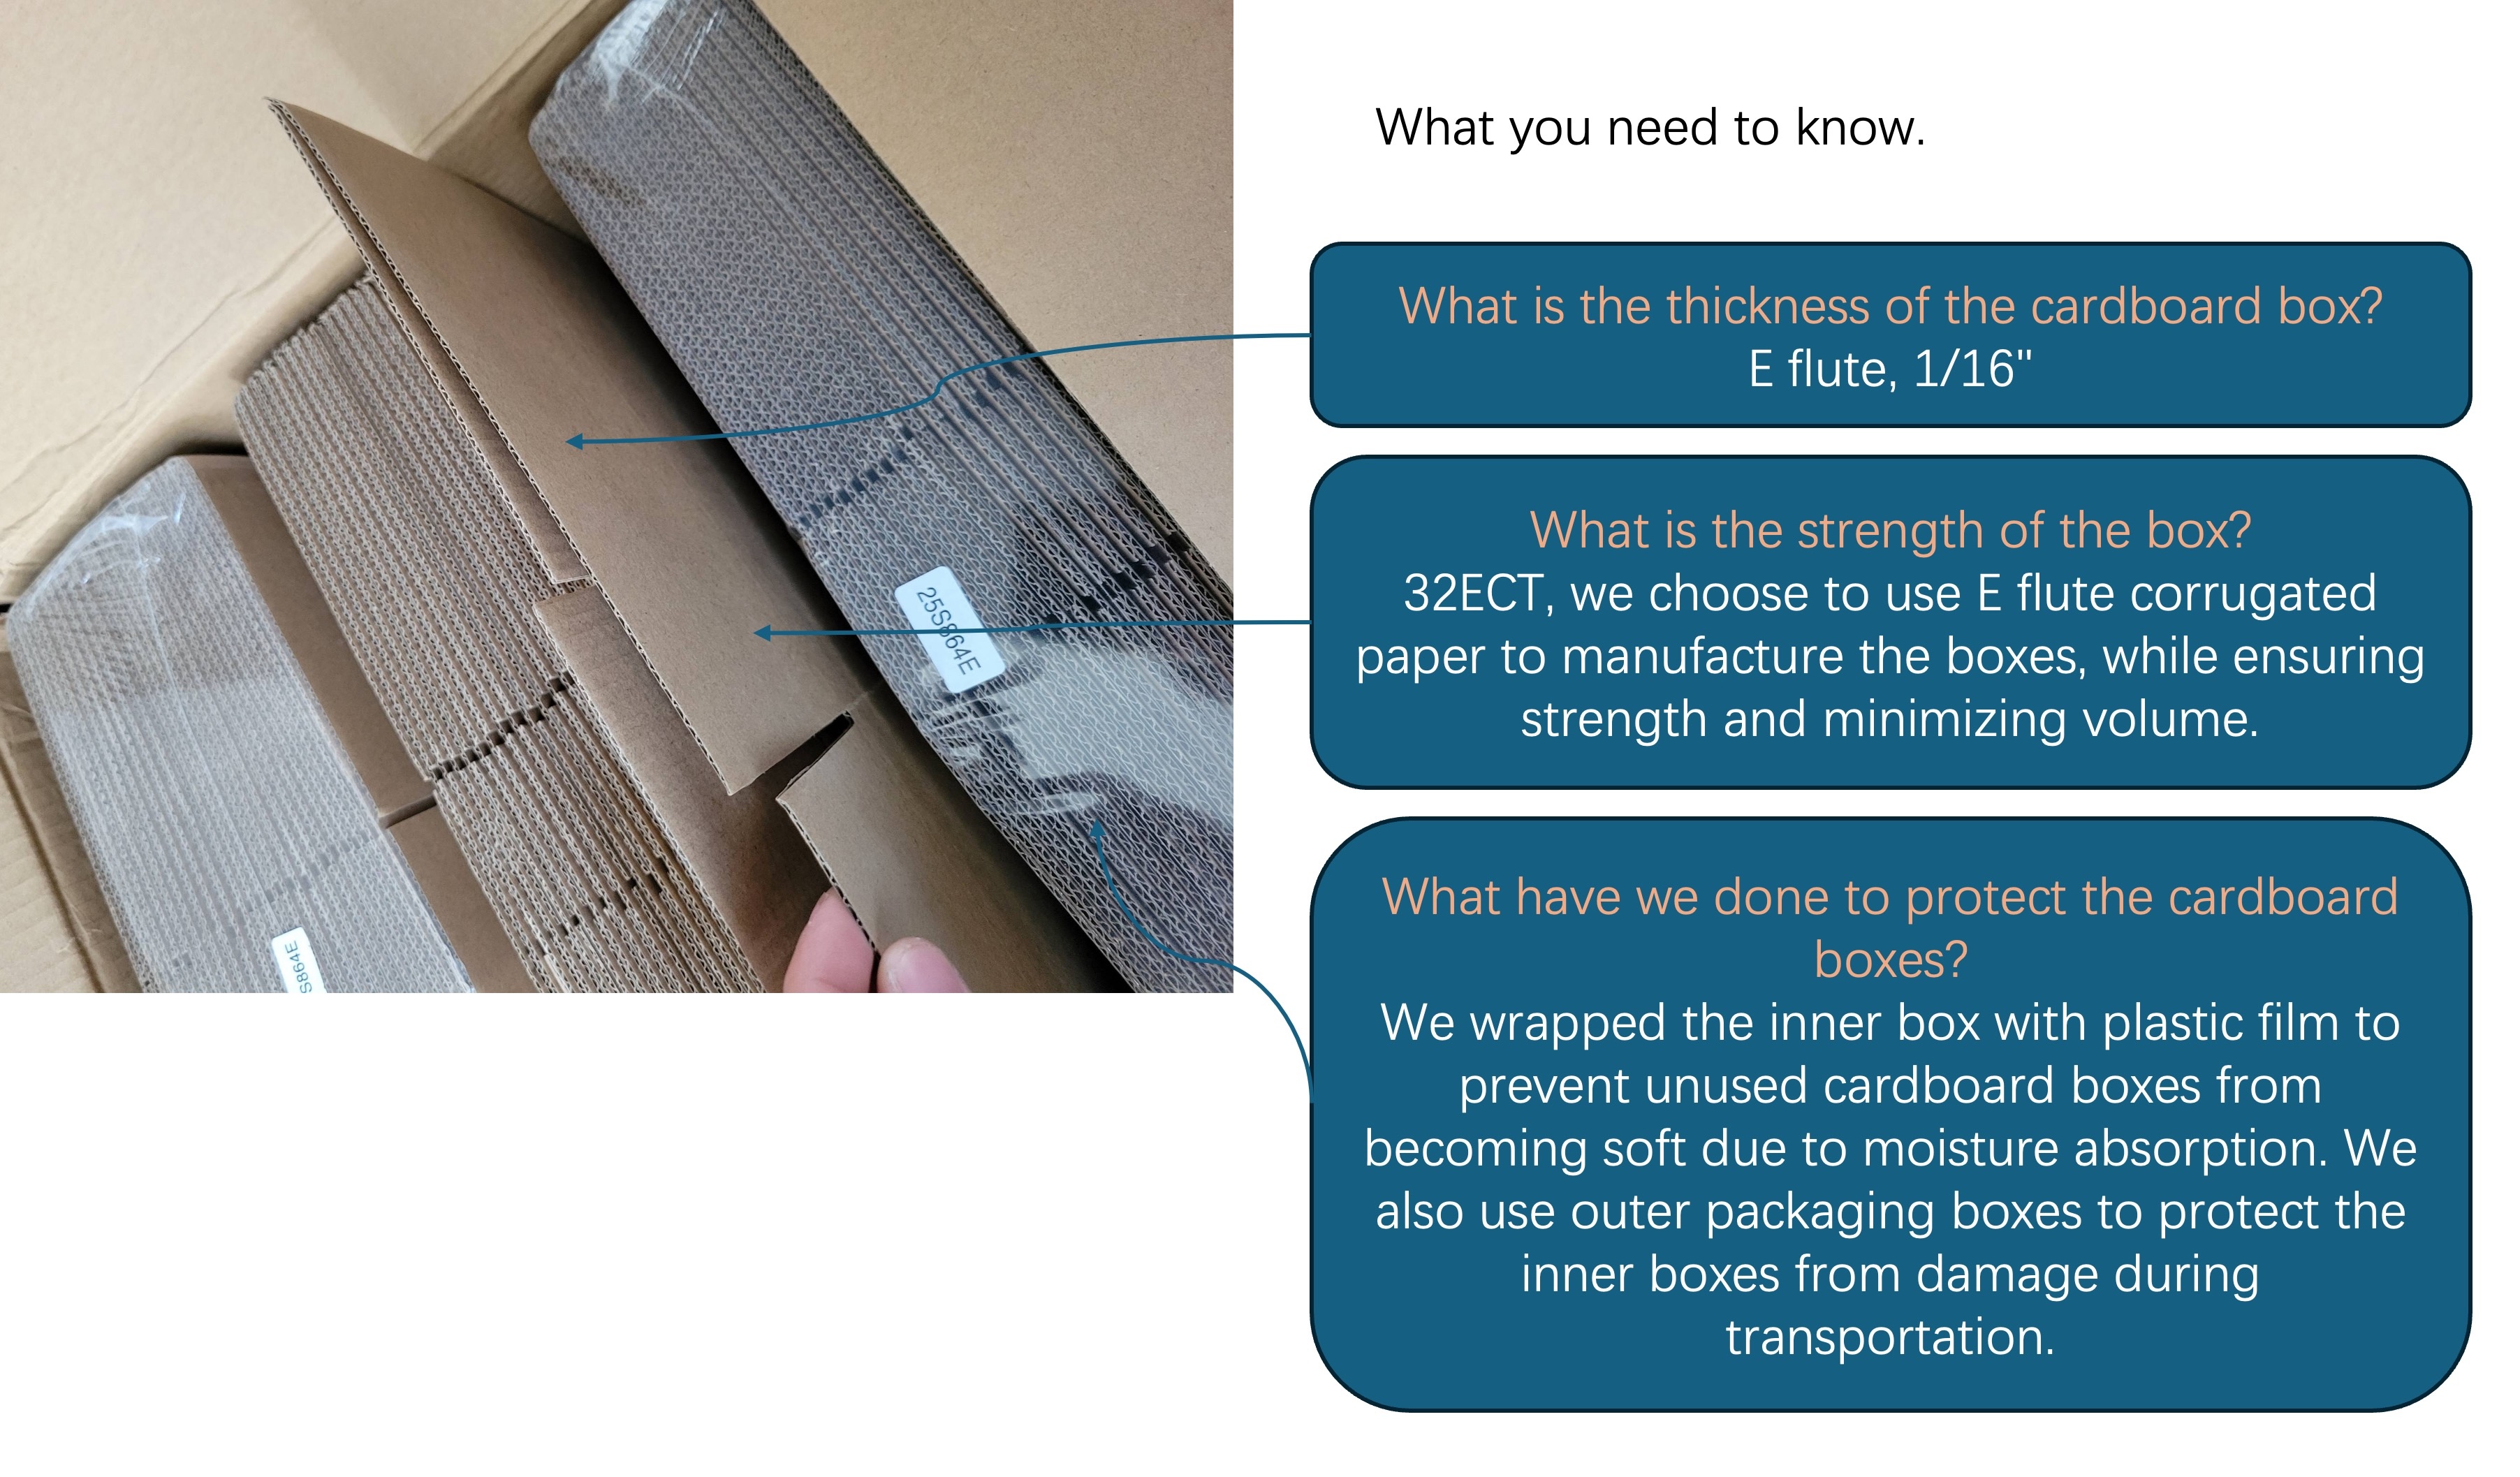 What you need to know.
What is the thickness of the cardboard box?
E flute, 1/16"
What is the strength of the box?
32ECT, we choose to use E flute corrugated
paper to manufacture the boxes, while ensuring
strength and minimizing volume.
What have we done to protect the cardboard
boxes?
We wrapped the inner box with plastic film to
prevent unused cardboard boxes from
becoming soft due to moisture absorption. We
also use outer packaging boxes to protect the
inner boxes from damage during
transportation.
25S864E
S864E